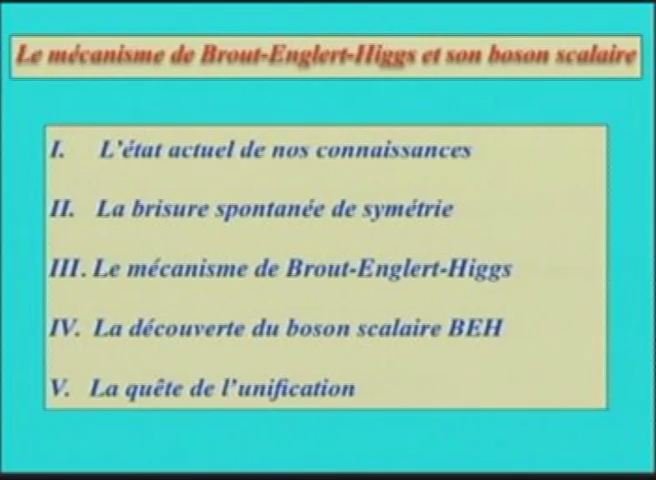 Le mécanisme de Brout-Englert-Higgs et son boson scalaire
I. L'état actuel de nos connaissances
II. La brisure spontanée de symétrie
III. Le mécanisme de Brout-Englert-Higgs
IV. La découverte du boson scalaire BEH
V. La quête de l'unification